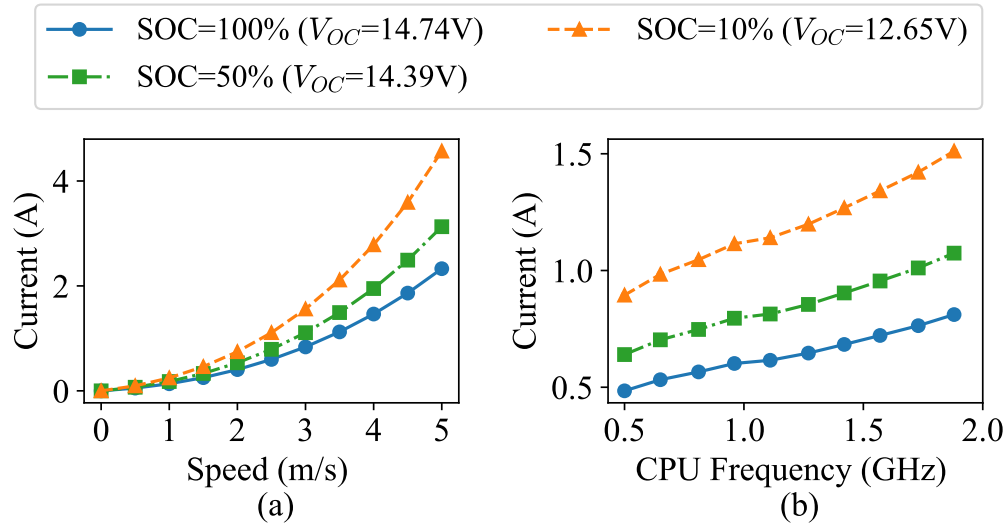 SOC=100% (V_OC=14.74V)
SOC=10% (V_OC=12.65V)
SOC=50% (V_OC=14.39V)
Current (A)
4
2
0
0 1 2 3 4 5
Speed (m/s)
(a)
Current (A)
1.5
1.0
0.5
0.5 1.0 1.5 2.0
CPU Frequency (GHz)
(b)